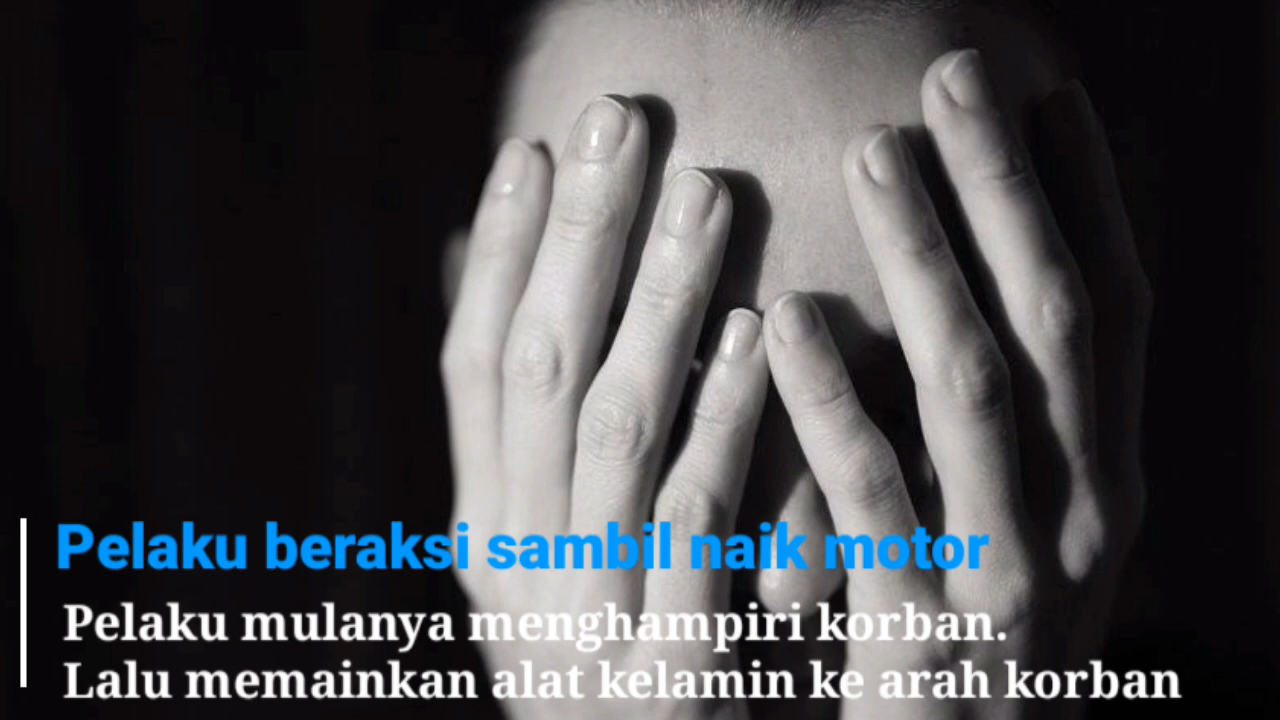 Pelaku beraksi sambil naik motor
Pelaku mulanya menghampiri korban.
Lalu memainkan alat kelamin ke arah korban